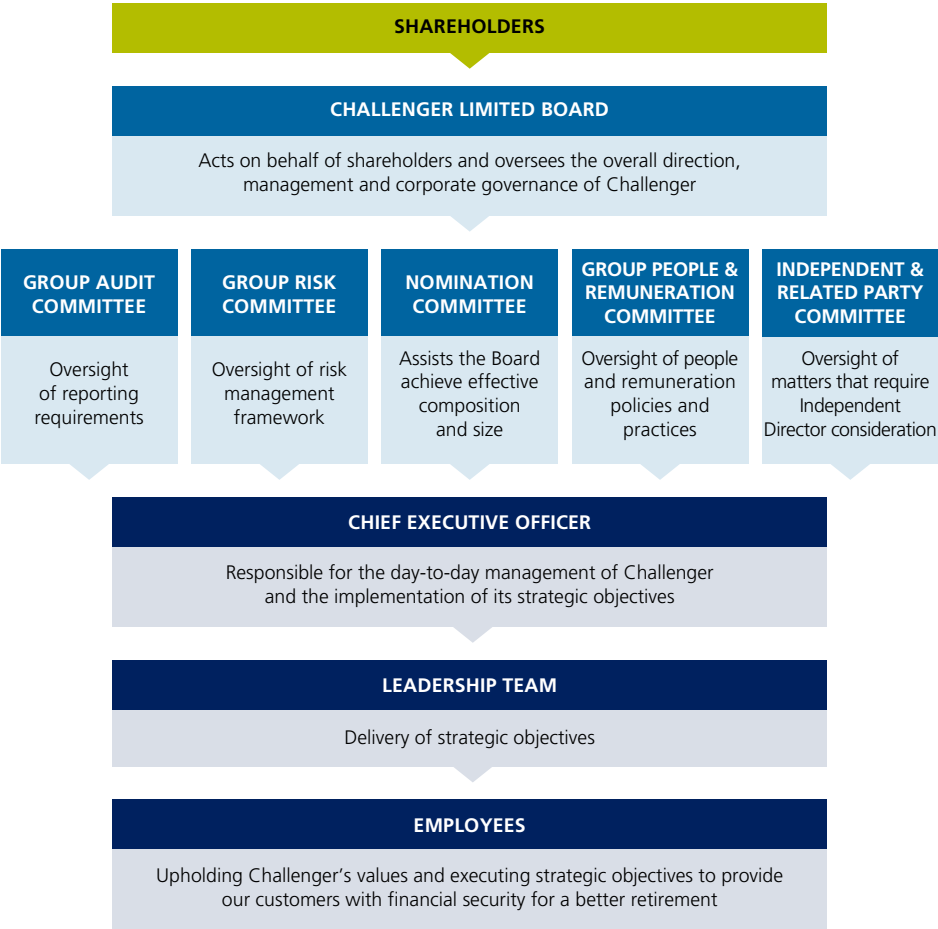 SHAREHOLDERS
CHALLENGER LIMITED BOARD
Acts on behalf of shareholders and oversees the overall direction,
management and corporate governance of Challenger
GROUP AUDIT
COMMITTEE
Oversight
of reporting
requirements
GROUP RISK
COMMITTEE
Oversight of risk
management
framework
NOMINATION
COMMITTEE
Assists the Board
achieve effective
composition
and size
GROUP PEOPLE &
REMUNERATION
COMMITTEE
Oversight of people
and remuneration
policies and
practices
INDEPENDENT &
RELATED PARTY
COMMITTEE
Oversight of
matters that require
Independent
Director consideration
CHIEF EXECUTIVE OFFICER
Responsible for the day-to-day management of Challenger
and the implementation of its strategic objectives
LEADERSHIP TEAM
Delivery of strategic objectives
EMPLOYEES
Upholding Challenger’s values and executing strategic objectives to provide
our customers with financial security for a better retirement